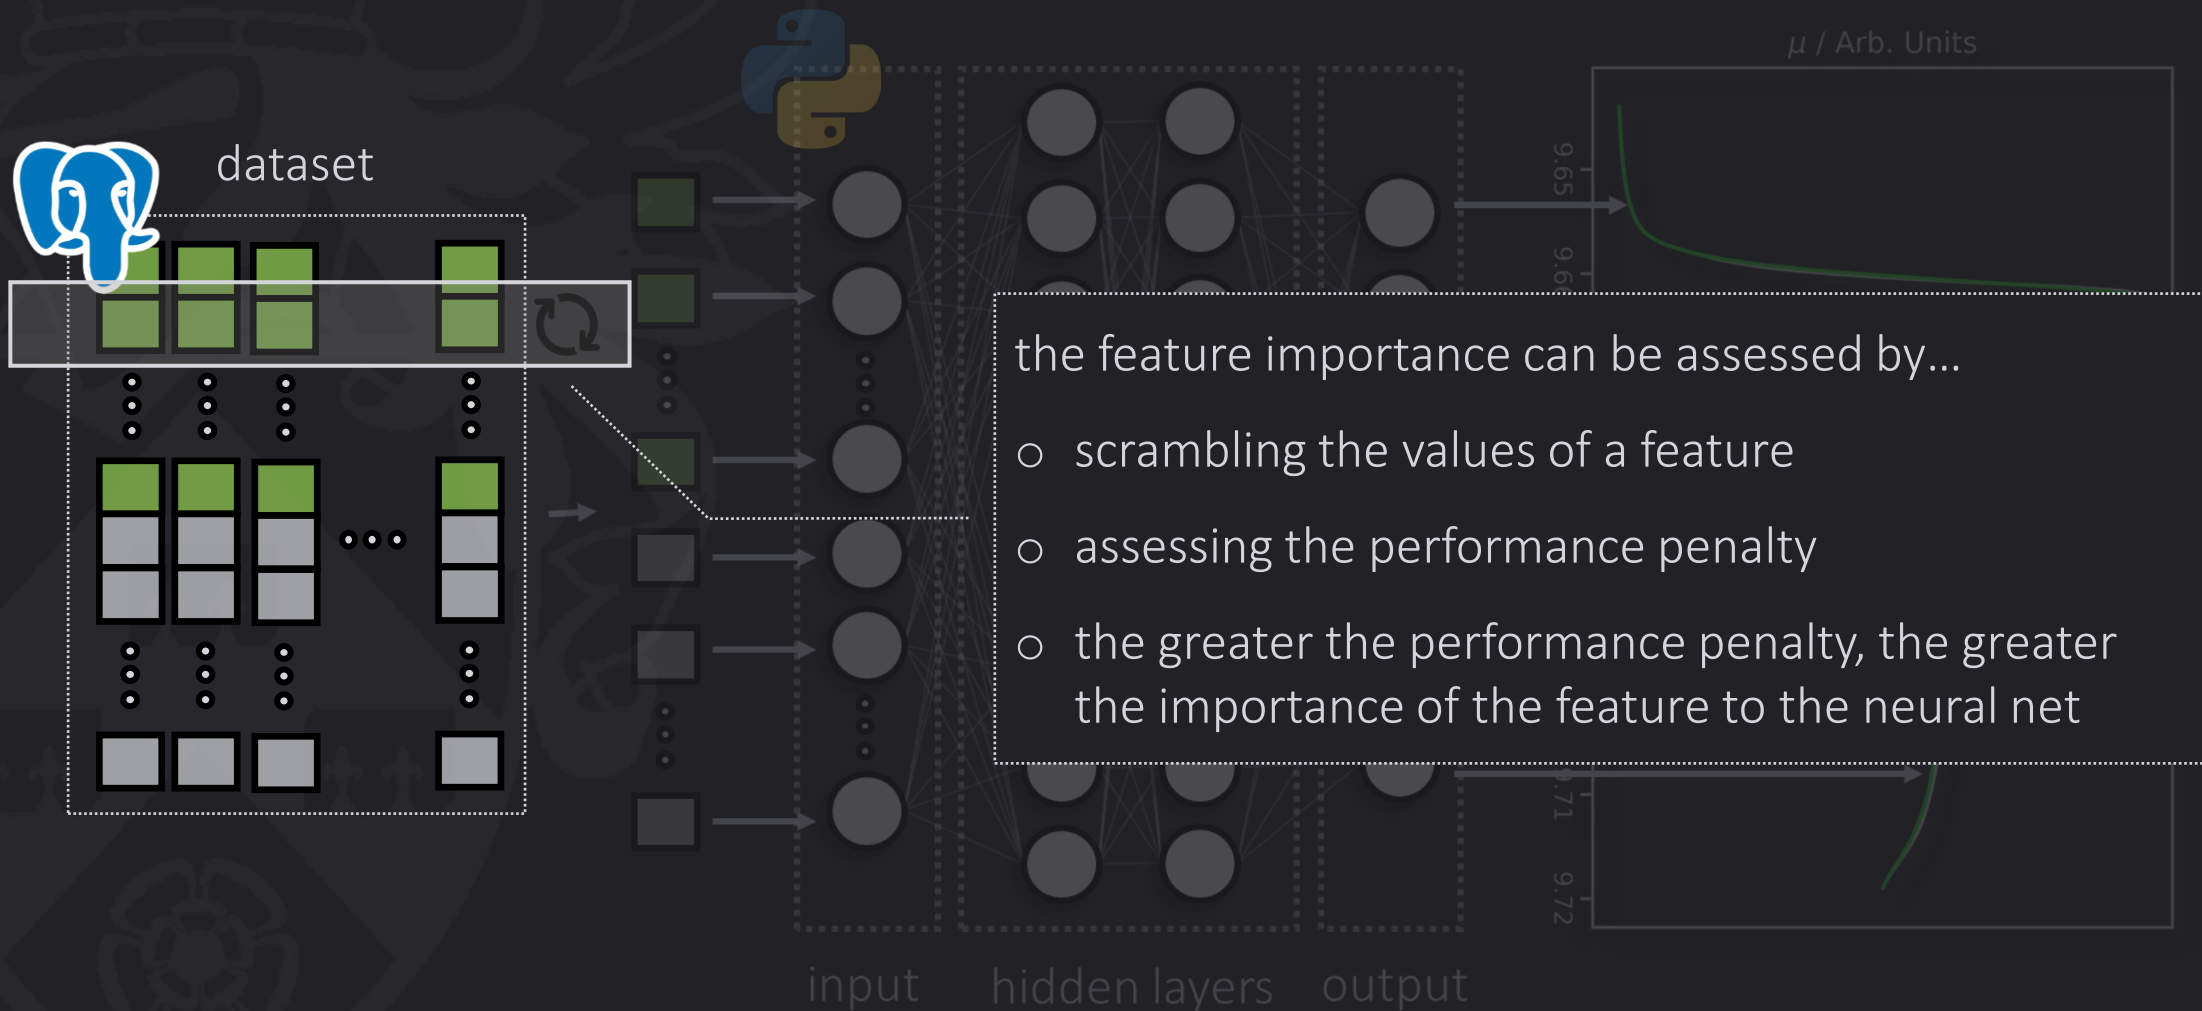 μ / Arb. Units
dataset
9.65
the feature importance can be assessed by...
○ scrambling the values of a feature
○ assessing the performance penalty
○ the greater the performance penalty, the greater
the importance of the feature to the neural net
9.71
9.72
input
hidden layers
output